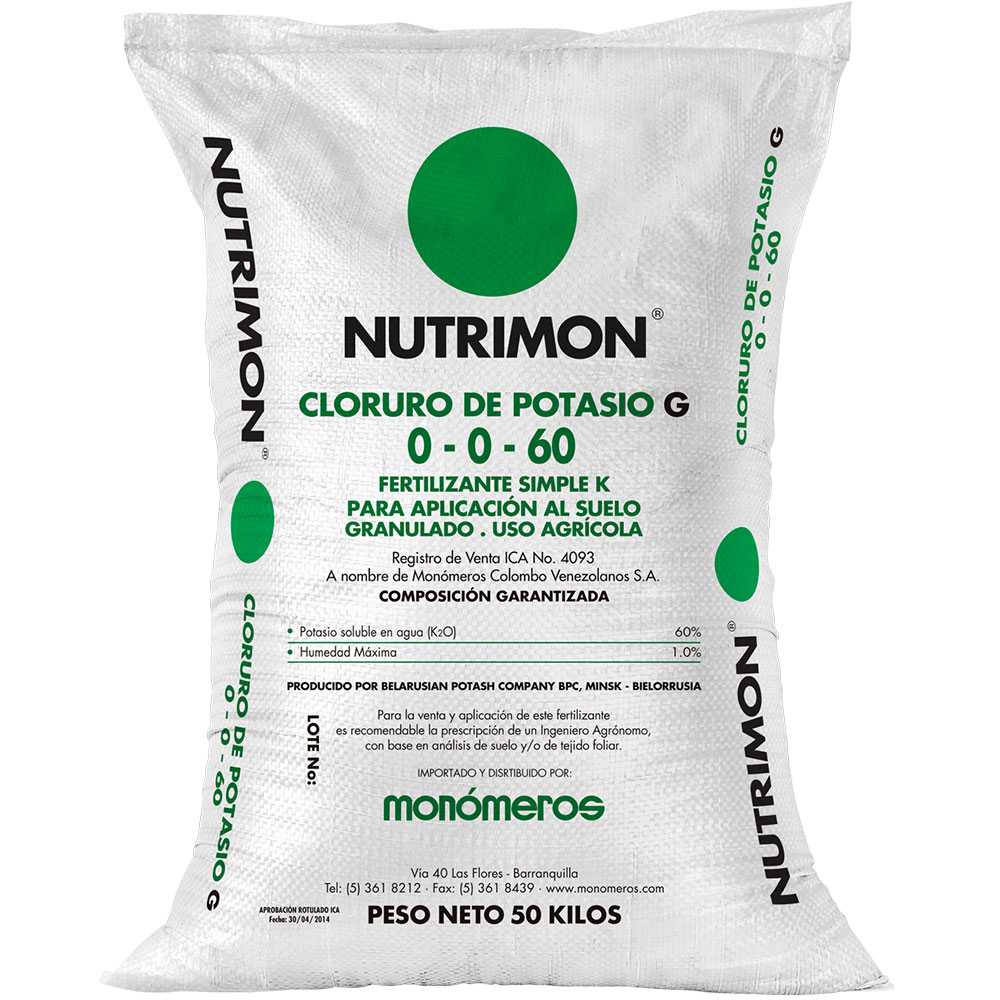 NUTRIMON®
CLORURO DE POTASIO G
0 - 0 - 60
FERTILIZANTE SIMPLE K
PARA APLICACIÓN AL SUELO
GRANULADO . USO AGRÍCOLA
Registro de Venta ICA No. 4093
A nombre de Monómeros Colombo Venezolanos S.A.
COMPOSICIÓN GARANTIZADA
• Potasio soluble en agua (K2O) 60%
• Humedad Máxima 1.0%
PRODUCIDO POR BELARUSIAN POTASH COMPANY BPC, MINSK - BIELORRUSIA
LOTE No:
Para la venta y aplicación de este fertilizante
es recomendable la prescripción de un Ingeniero Agrónomo,
con base en análisis de suelo y/o de tejido foliar.
IMPORTADO Y DISRTIBUIDO POR:
monómeros
Vía 40 Las Flores - Barranquilla
Tel: (5) 361 8212 · Fax: (5) 361 8439 · www.monomeros.com
APROBACIÓN ROTULADO ICA
Fecha: 30/04/2014
PESO NETO 50 KILOS
NUTRIMON®
CLORURO DE POTASIO G
0 - 0 - 60
CLORURO DE POTASIO G
0 - 0 - 60
NUTRIMON®